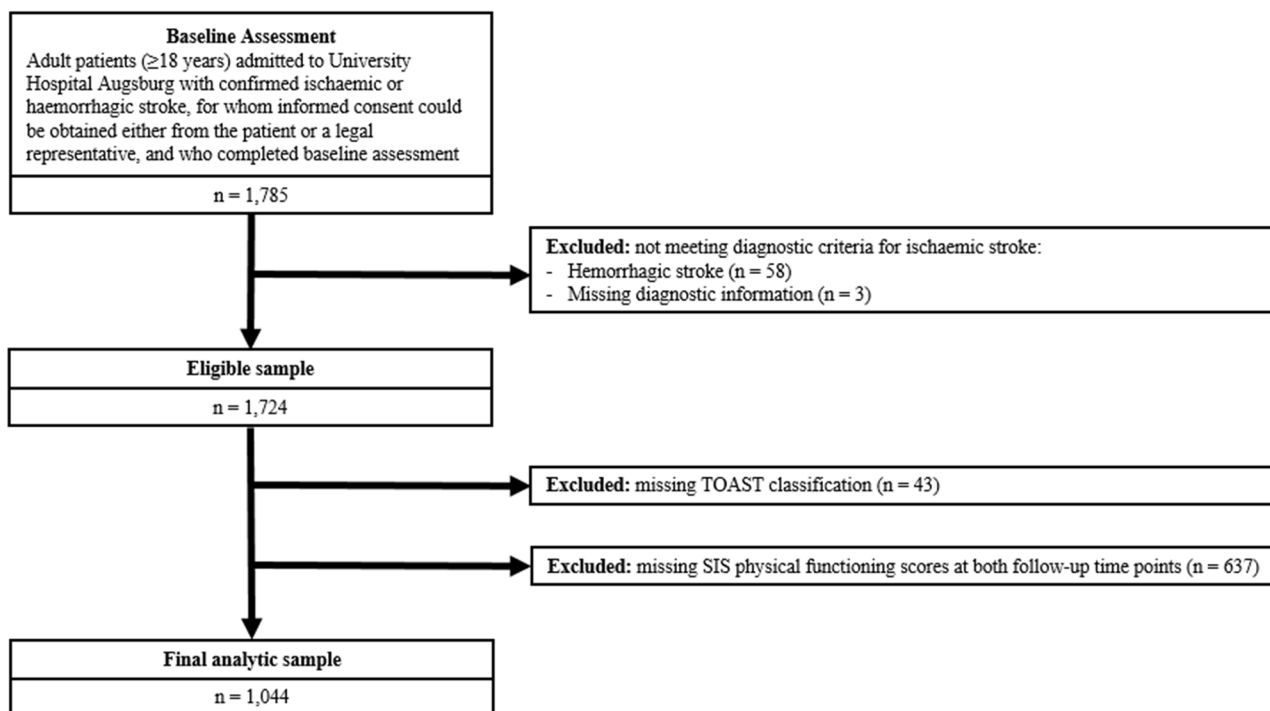 Baseline Assessment
Adult patients (≥18 years) admitted to University
Hospital Augsburg with confirmed ischaemic or
haemorrhagic stroke, for whom informed consent could
be obtained either from the patient or a legal
representative, and who completed baseline assessment
n = 1,785
Excluded: not meeting diagnostic criteria for ischaemic stroke:
- Hemorrhagic stroke (n = 58)
- Missing diagnostic information (n = 3)
Eligible sample
n = 1,724
Excluded: missing TOAST classification (n = 43)
Excluded: missing SIS physical functioning scores at both follow-up time points (n = 637)
Final analytic sample
n = 1,044